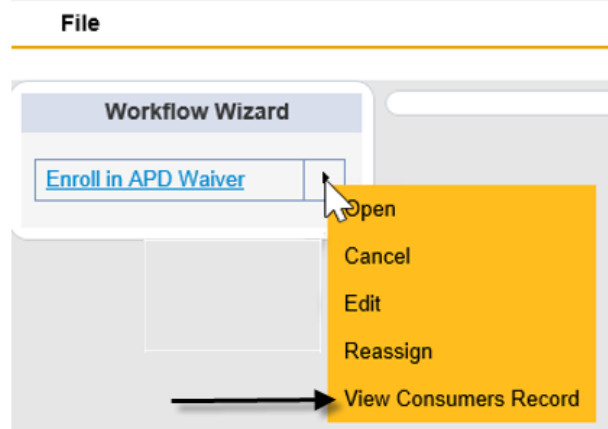 File
Workflow Wizard
Enroll in APD Waiver
Open
Cancel
Edit
Reassign
View Consumers Record